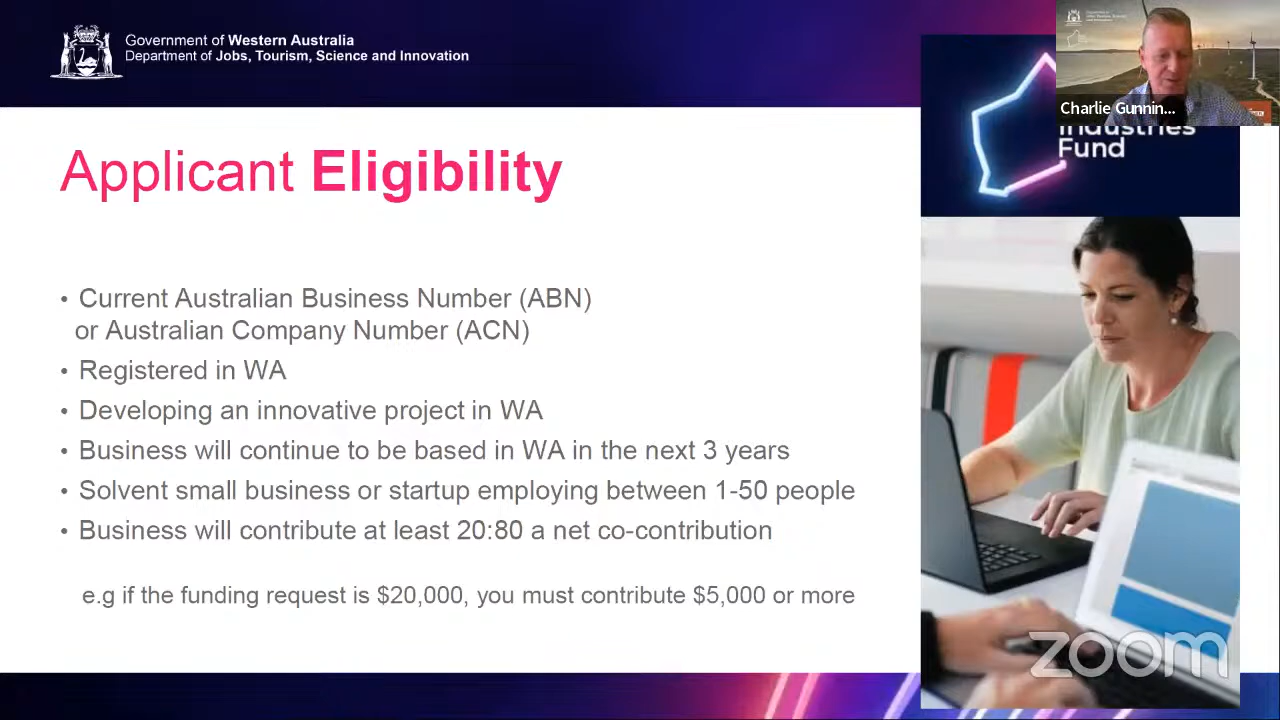 Government of Western Australia
Department of Jobs, Tourism, Science and Innovation
Charlie Gunnin...
Industries
Fund
Applicant Eligibility
• Current Australian Business Number (ABN)
or Australian Company Number (ACN)
• Registered in WA
• Developing an innovative project in WA
• Business will continue to be based in WA in the next 3 years
• Solvent small business or startup employing between 1-50 people
• Business will contribute at least 20:80 a net co-contribution
e.g if the funding request is $20,000, you must contribute $5,000 or more
zoom